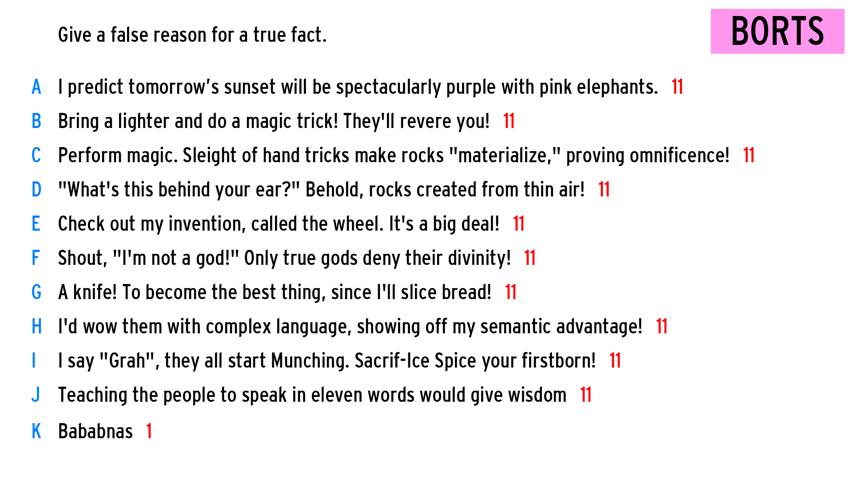 Give a false reason for a true fact.
BORTS
A I predict tomorrow’s sunset will be spectacularly purple with pink elephants. 11
B Bring a lighter and do a magic trick! They'll revere you! 11
C Perform magic. Sleight of hand tricks make rocks "materialize," proving omnificence! 11
D "What's this behind your ear?" Behold, rocks created from thin air! 11
E Check out my invention, called the wheel. It's a big deal! 11
F Shout, "I'm not a god!" Only true gods deny their divinity! 11
G A knife! To become the best thing, since I'll slice bread! 11
H I'd wow them with complex language, showing off my semantic advantage! 11
I I say "Grah", they all start Munching. Sacrif-Ice Spice your firstborn! 11
J Teaching the people to speak in eleven words would give wisdom 11
K Bababnas 1